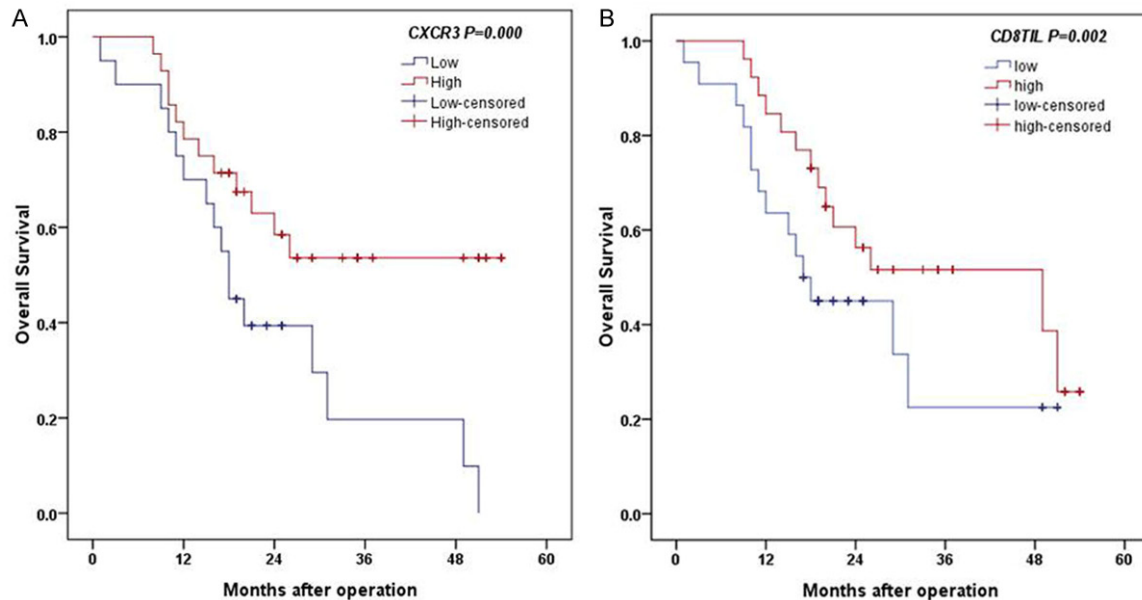 A
CXCR3 P=0.000
Low
High
Low-censored
High-censored
1.0
0.8
0.6
0.4
0.2
0.0
Overall Survival
0 12 24 36 48 60
Months after operation
B
CD8TIL P=0.002
low
high
low-censored
high-censored
1.0
0.8
0.6
0.4
0.2
0.0
Overall Survival
0 12 24 36 48 60
Months after operation